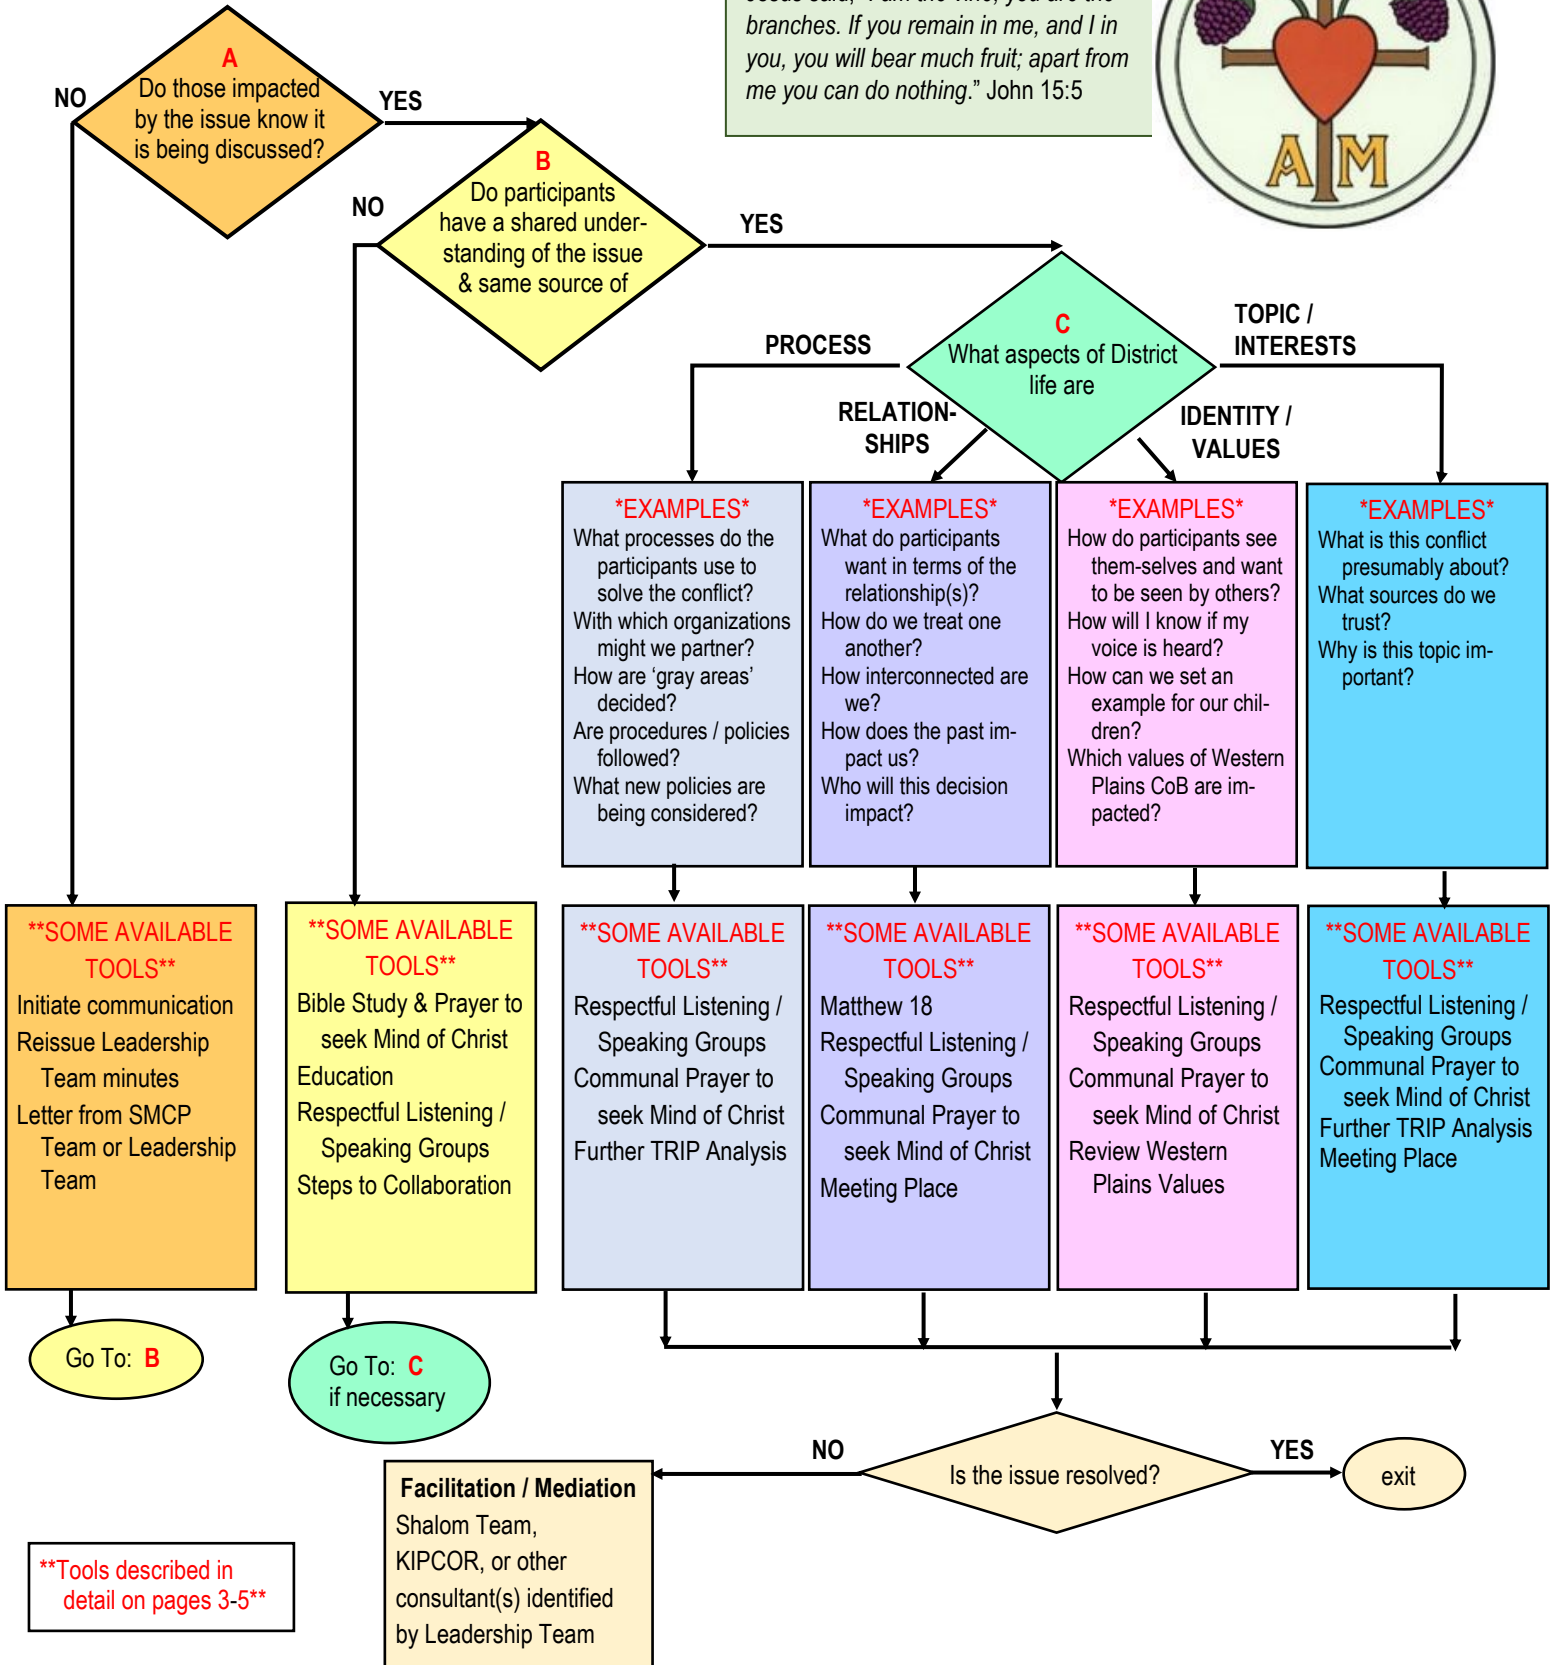 branches. If you remain in me, and I in
you, you will bear much fruit; apart from
me you can do nothing.” John 15:5
A M
A
Do those impacted
by the issue know it
is being discussed?
NO
YES
B
Do participants
have a shared under-
standing of the issue
& same source of
NO
YES
C
What aspects of District
life are
PROCESS
RELATION-
SHIPS
IDENTITY /
VALUES
TOPIC /
INTERESTS
*EXAMPLES*
What processes do the
participants use to
solve the conflict?
With which organizations
might we partner?
How are ‘gray areas’
decided?
Are procedures / policies
followed?
What new policies are
being considered?
*EXAMPLES*
What do participants
want in terms of the
relationship(s)?
How do we treat one
another?
How interconnected are
we?
How does the past im-
pact us?
Who will this decision
impact?
*EXAMPLES*
How do participants see
them-selves and want
to be seen by others?
How will I know if my
voice is heard?
How can we set an
example for our chil-
dren?
Which values of Western
Plains CoB are im-
pacted?
*EXAMPLES*
What is this conflict
presumably about?
What sources do we
trust?
Why is this topic im-
portant?
**SOME AVAILABLE
TOOLS**
Initiate communication
Reissue Leadership
Team minutes
Letter from SMCP
Team or Leadership
Team
**SOME AVAILABLE
TOOLS**
Bible Study & Prayer to
seek Mind of Christ
Education
Respectful Listening /
Speaking Groups
Steps to Collaboration
**SOME AVAILABLE
TOOLS**
Respectful Listening /
Speaking Groups
Communal Prayer to
seek Mind of Christ
Further TRIP Analysis
**SOME AVAILABLE
TOOLS**
Matthew 18
Respectful Listening /
Speaking Groups
Communal Prayer to
seek Mind of Christ
Meeting Place
**SOME AVAILABLE
TOOLS**
Respectful Listening /
Speaking Groups
Communal Prayer to
seek Mind of Christ
Review Western
Plains Values
**SOME AVAILABLE
TOOLS**
Respectful Listening /
Speaking Groups
Communal Prayer to
seek Mind of Christ
Further TRIP Analysis
Meeting Place
Go To: B
Go To: C
if necessary
Is the issue resolved?
NO
YES
exit
Facilitation / Mediation
Shalom Team,
KIPCOR, or other
consultant(s) identified
by Leadership Team
**Tools described in
detail on pages 3-5**